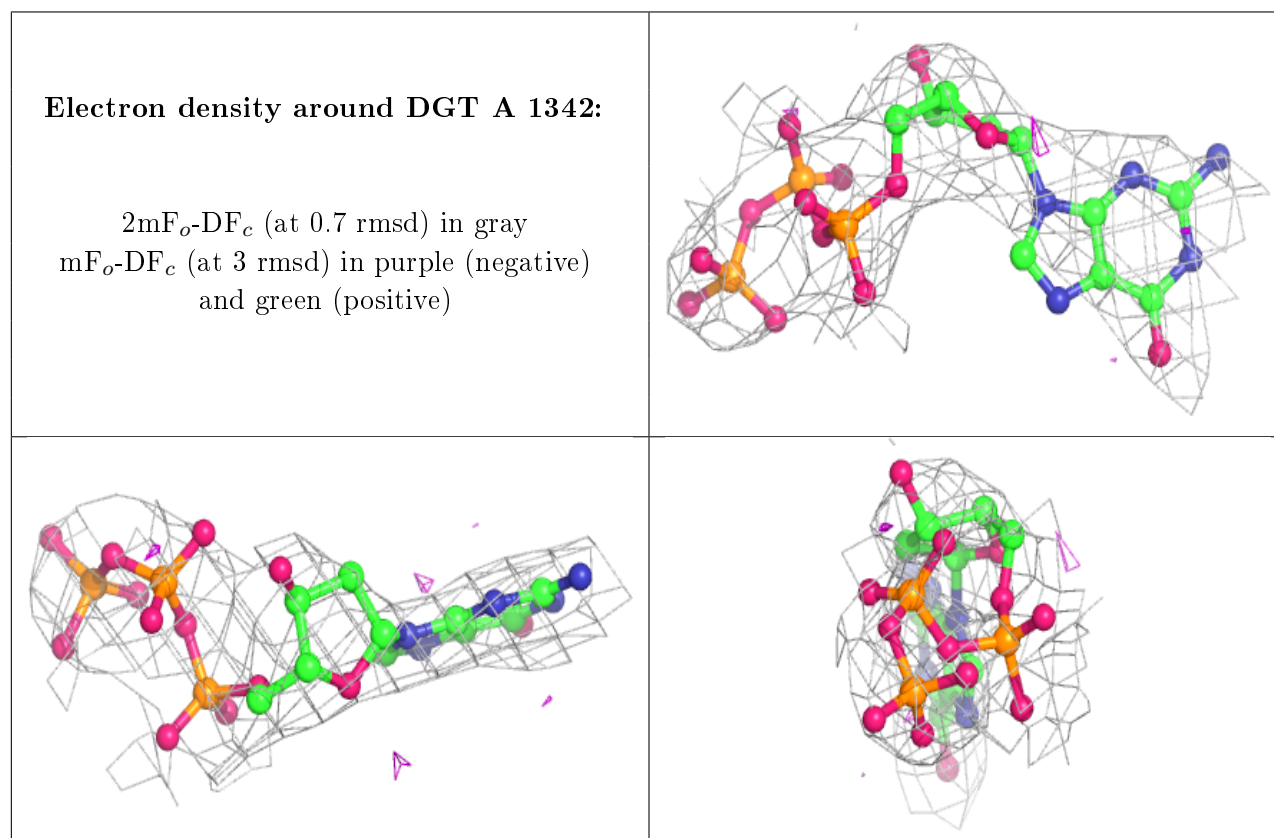 Electron density around DGT A 1342:
2mFo-DFc (at 0.7 rmsd) in gray
mFo-DFc (at 3 rmsd) in purple (negative)
and green (positive)